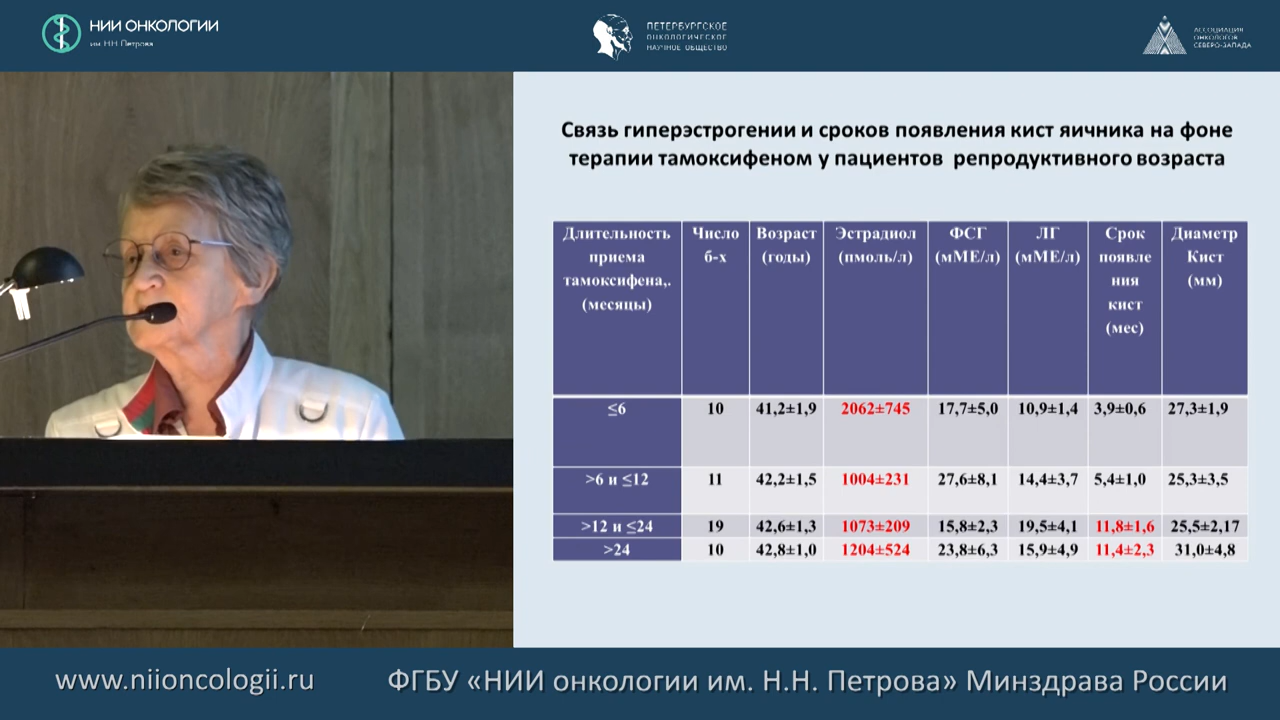 НИИ ОНКОЛОГИИ
им. Н.Н. Петрова
ПЕТЕРБУРГСКОЕ
ОНКОЛОГИЧЕСКОЕ
НАУЧНОЕ ОБЩЕСТВО
АССОЦИАЦИЯ
ОНКОЛОГОВ
СЕВЕРО-ЗАПАДА
Связь гиперэстрогении и сроков появления кист яичника на фоне
терапии тамоксифеном у пациентов репродуктивного возраста
Длительность приема тамоксифена,. (месяцы) Число б-х Возраст (годы) Эстрадиол (пмоль/л) ФСГ (мМЕ/л) ЛГ (мМЕ/л) Срок появле ния кист (мес) Диаметр Кист (мм)
≤6 10 41,2±1,9 2062±745 17,7±5,0 10,9±1,4 3,9±0,6 27,3±1,9
>6 и ≤12 11 42,2±1,5 1004±231 27,6±8,1 14,4±3,7 5,4±1,0 25,3±3,5
>12 и ≤24 19 42,6±1,3 1073±209 15,8±2,3 19,5±4,1 11,8±1,6 25,5±2,17
>24 10 42,8±1,0 1204±524 23,8±6,3 15,9±4,9 11,4±2,3 31,0±4,8
www.niioncologii.ru ФГБУ «НИИ онкологии им. Н.Н. Петрова» Минздрава России